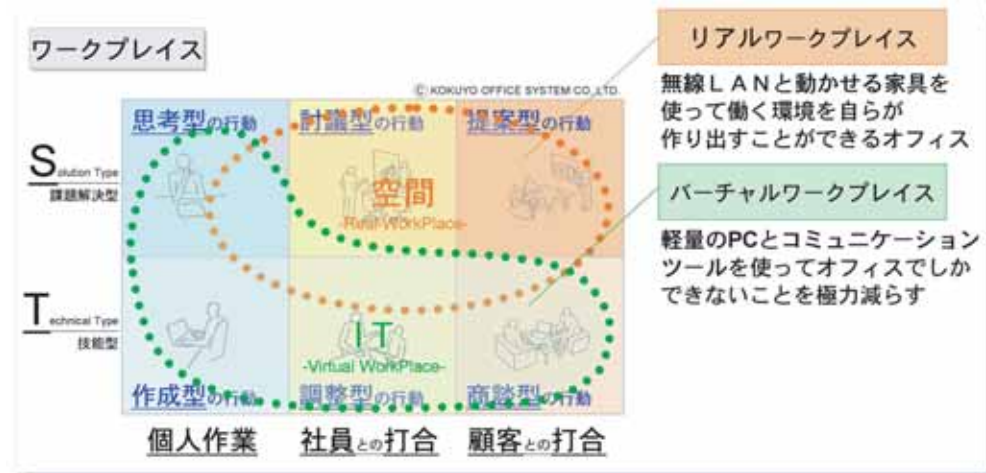 ワークプレイス
© KOKUYO OFFICE SYSTEM CO.,LTD.
リアルワークプレイス
無線LANと動かせる家具を
使って働く環境を自らが
作り出すことができるオフィス
バーチャルワークプレイス
軽量のPCとコミュニケーション
ツールを使ってオフィスでしか
できないことを極力減らす
思考型の行動
討議型の行動
提案型の行動
Solution Type
課題解決型
空間
-Real WorkPlace-
Technical Type
技能型
IT
-Virtual WorkPlace-
作成型の行動
調整型の行動
商談型の行動
個人作業
社員との打合
顧客との打合